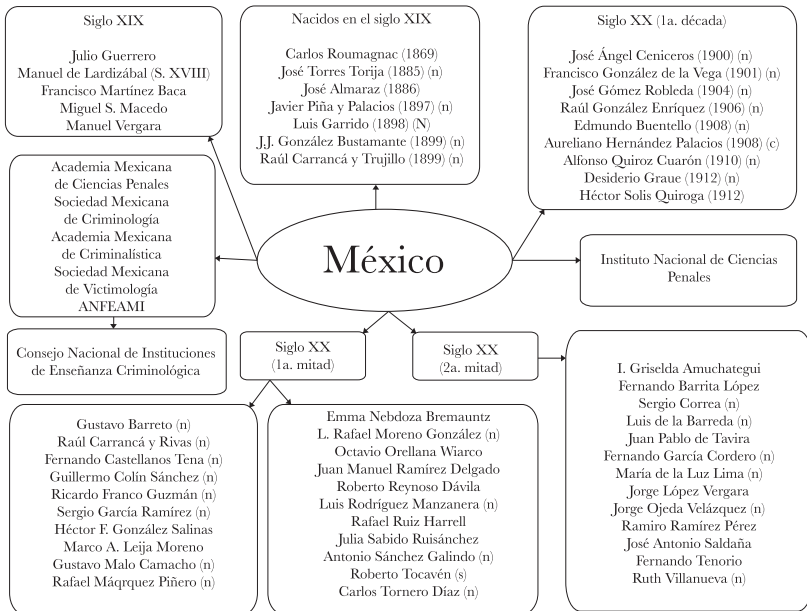 Siglo XIX
Julio Guerrero
Manuel de Lardizábal (S. XVIII)
Francisco Martínez Baca
Miguel S. Macedo
Manuel Vergara
Nacidos en el siglo XIX
Carlos Roumagnac (1869)
José Torres Torija (1885) (n)
José Almaraz (1886)
Javier Piña y Palacios (1897) (n)
Luis Garrido (1898) (N)
J.J. González Bustamante (1899) (n)
Raúl Carrancá y Trujillo (1899) (n)
Siglo XX (1a. década)
José Ángel Ceniceros (1900) (n)
Francisco González de la Vega (1901) (n)
José Gómez Robleda (1904) (n)
Raúl González Enríquez (1906) (n)
Edmundo Buentello (1908) (n)
Aureliano Hernández Palacios (1908) (c)
Alfonso Quiroz Cuarón (1910) (n)
Desiderio Graue (1912) (n)
Héctor Solis Quiroga (1912)
Academia Mexicana
de Ciencias Penales
Sociedad Mexicana
de Criminología
Academia Mexicana
de Criminalística
Sociedad Mexicana
de Victimología
ANFEAMI
México
Instituto Nacional de Ciencias
Penales
Consejo Nacional de Instituciones
de Enseñanza Criminológica
Siglo XX
(1a. mitad)
Siglo XX
(2a. mitad)
Gustavo Barreto (n)
Raúl Carrancá y Rivas (n)
Fernando Castellanos Tena (n)
Guillermo Colín Sánchez (n)
Ricardo Franco Guzmán (n)
Sergio García Ramírez (n)
Héctor F. González Salinas
Marco A. Leija Moreno
Gustavo Malo Camacho (n)
Rafael Máqrquez Piñero (n)
Emma Nebdoza Bremauntz
L. Rafael Moreno González (n)
Octavio Orellana Wiarco
Juan Manuel Ramírez Delgado
Roberto Reynoso Dávila
Luis Rodríguez Manzanera (n)
Rafael Ruiz Harrell
Julia Sabido Ruisánchez
Antonio Sánchez Galindo (n)
Roberto Tocavén (s)
Carlos Tornero Díaz (n)
I. Griselda Amuchategui
Fernando Barrita López
Sergio Correa (n)
Luis de la Barreda (n)
Juan Pablo de Tavira
Fernando García Cordero (n)
María de la Luz Lima (n)
Jorge López Vergara
Jorge Ojeda Velázquez (n)
Ramiro Ramírez Pérez
José Antonio Saldaña
Fernando Tenorio
Ruth Villanueva (n)